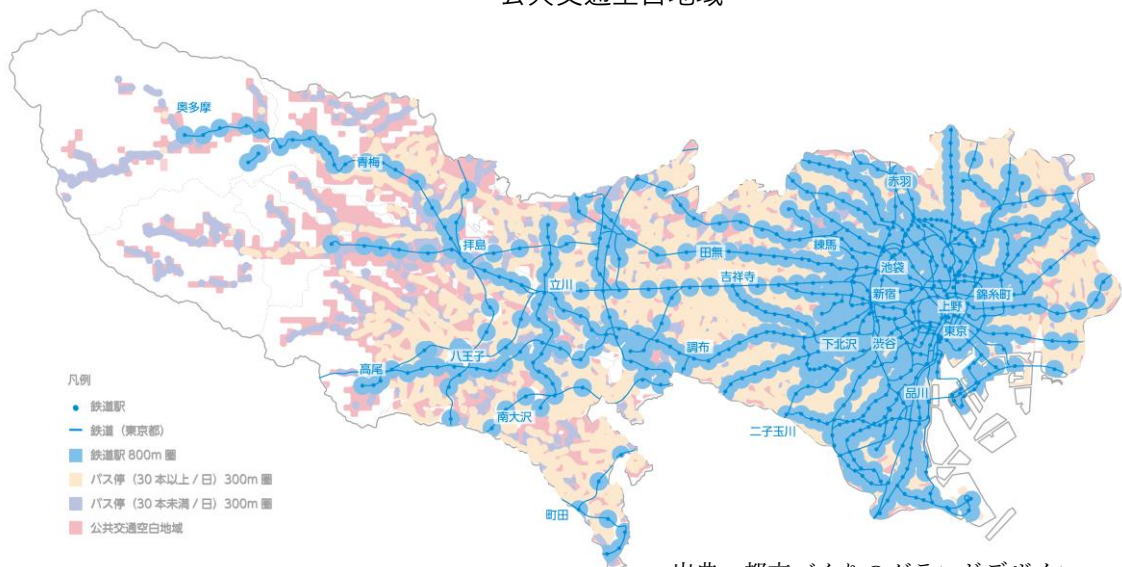 公共交通空白地域
奥多摩
青梅
赤羽
拝島
田無
練馬
池袋
吉祥寺
立川
新宿
上野
錦糸町
東京
高尾
八王子
調布
下北沢
渋谷
品川
南大沢
二子玉川
町田
凡例
鉄道駅
鉄道（東京都）
鉄道駅 800m 圏
バス停（30 本以上 / 日）300m 圏
バス停（30 本未満 / 日）300m 圏
公共交通空白地域
出典 都市づくりのグランドデザイン